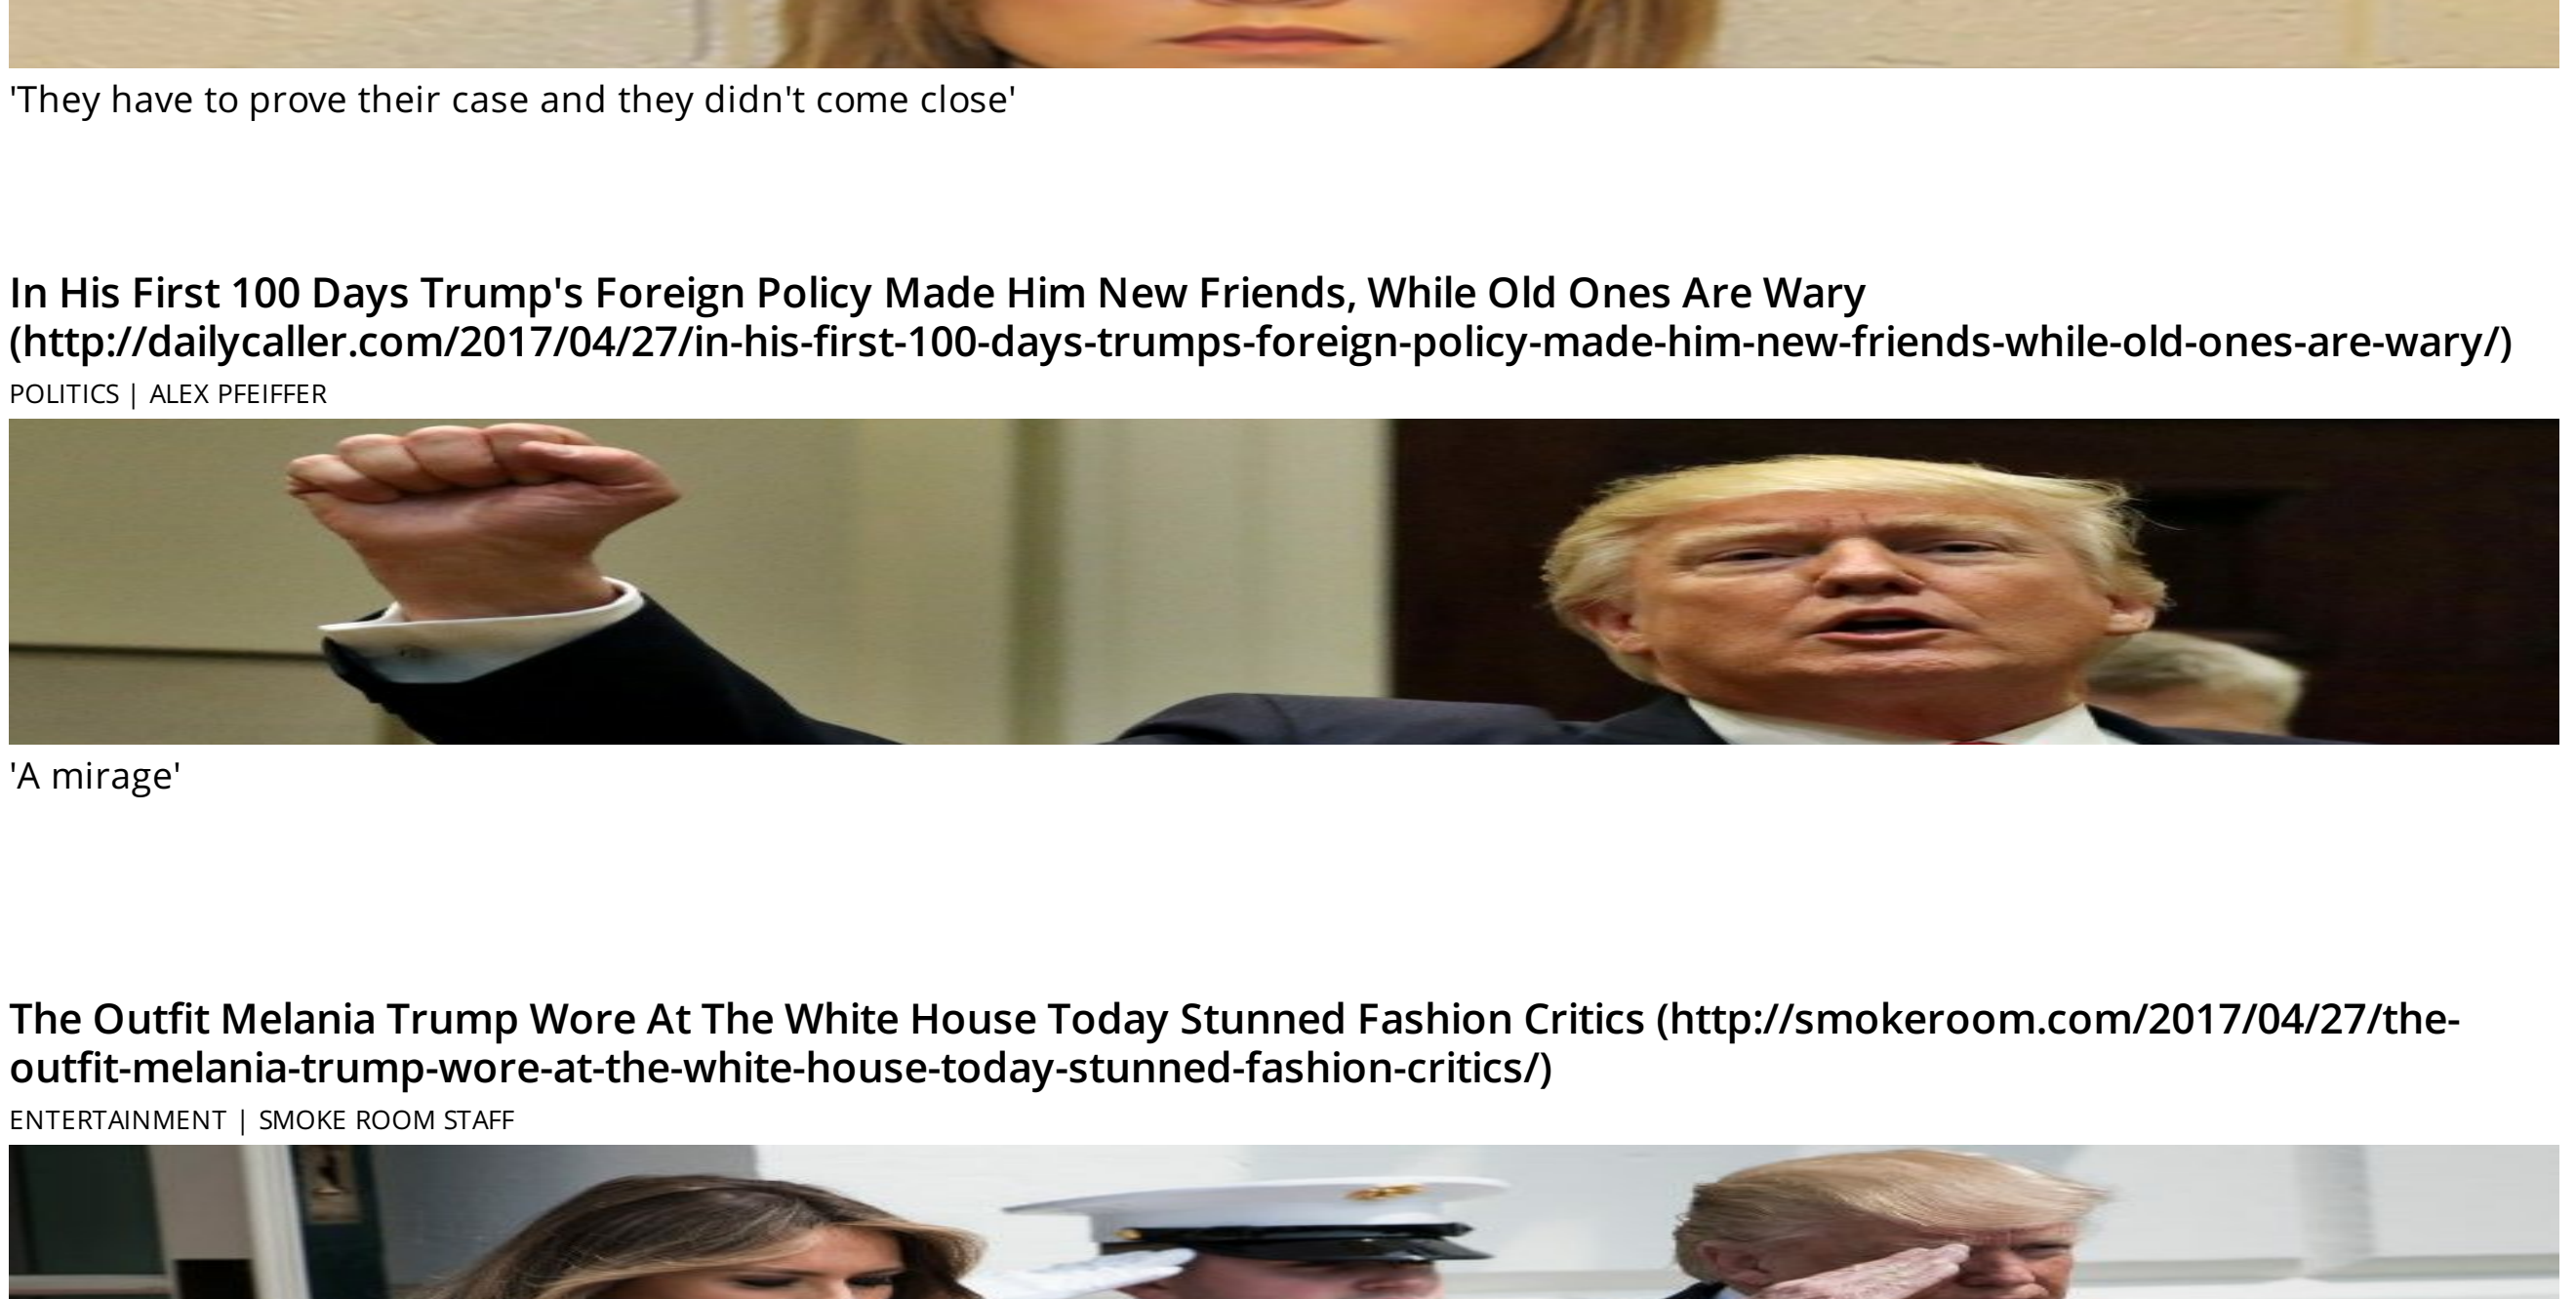 'They have to prove their case and they didn't come close'
In His First 100 Days Trump's Foreign Policy Made Him New Friends, While Old Ones Are Wary
(http://dailycaller.com/2017/04/27/in-his-first-100-days-trumps-foreign-policy-made-him-new-friends-while-old-ones-are-wary/)
POLITICS | ALEX PFEIFFER
'A mirage'
The Outfit Melania Trump Wore At The White House Today Stunned Fashion Critics (http://smokeroom.com/2017/04/27/the-
outfit-melania-trump-wore-at-the-white-house-today-stunned-fashion-critics/)
ENTERTAINMENT | SMOKE ROOM STAFF